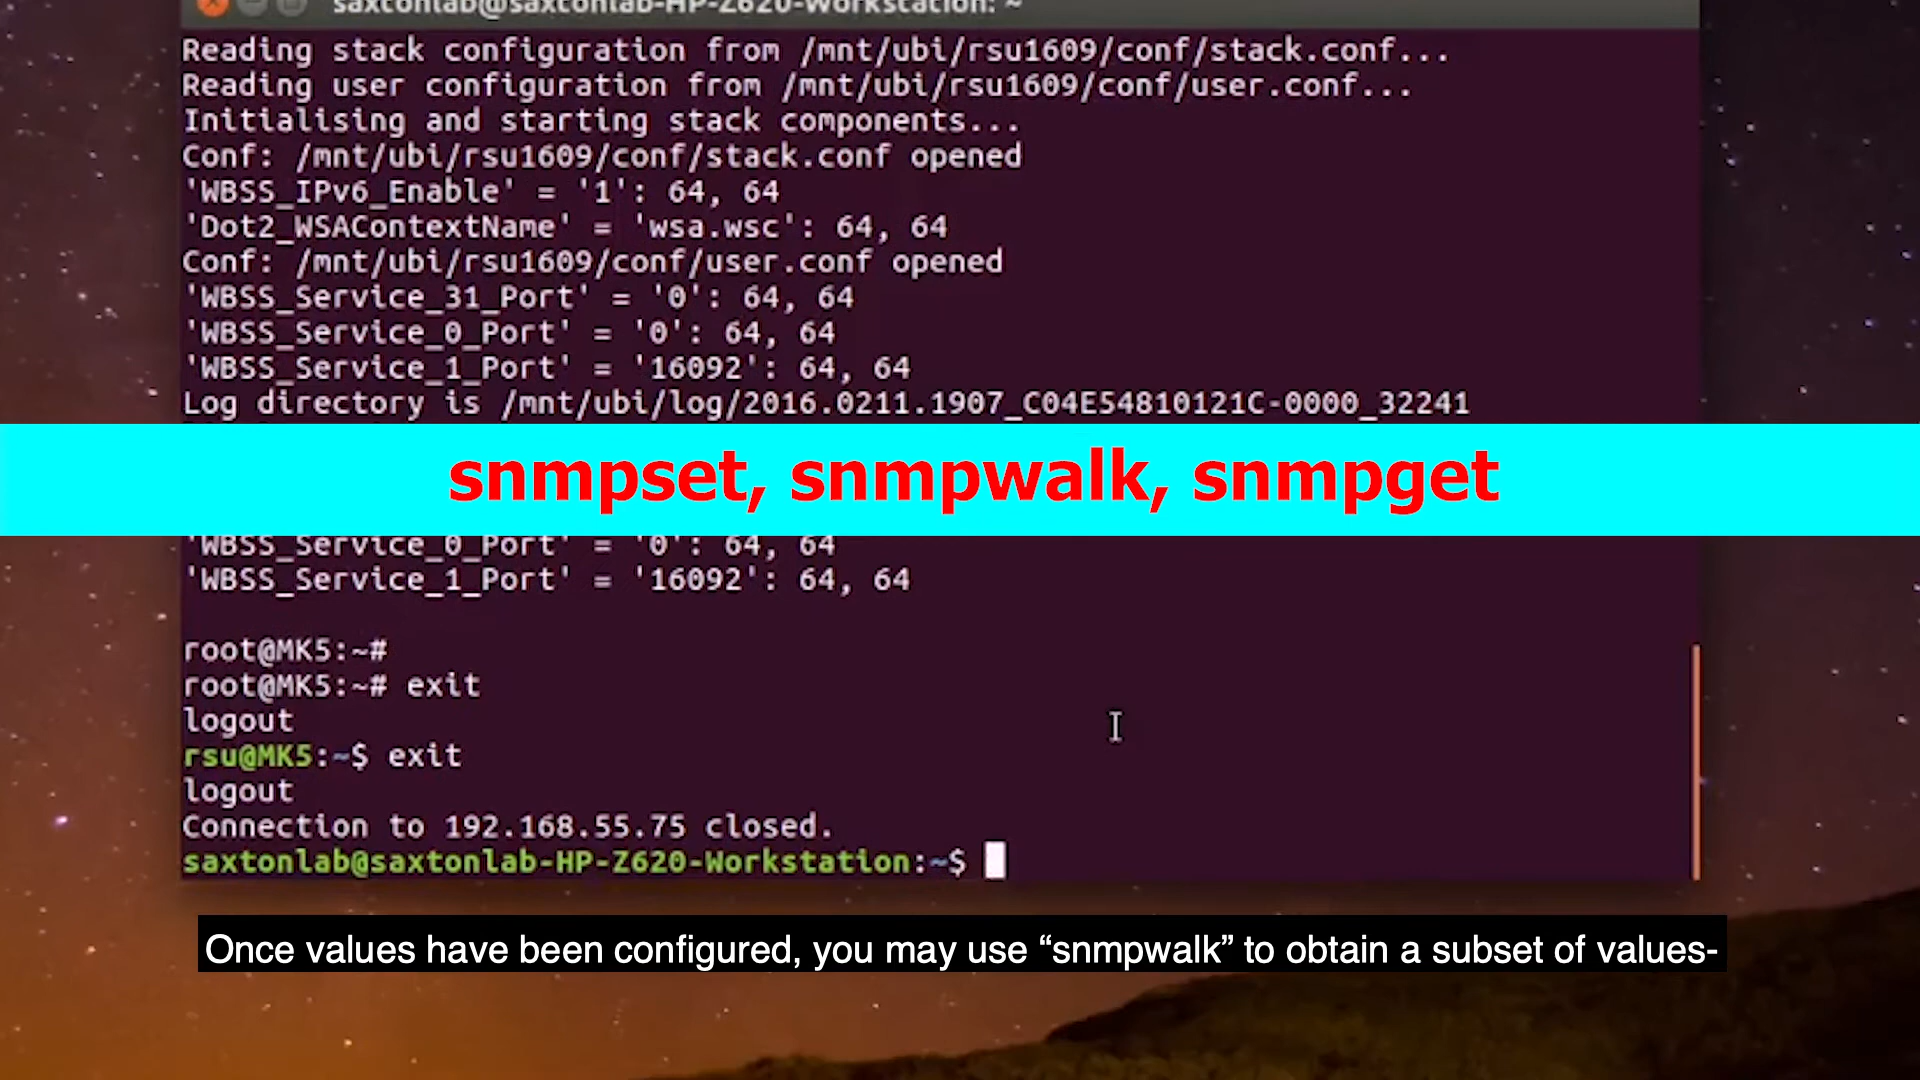 saxtonlab@saxtonlab-HP-Z620-Workstation: ~
Reading stack configuration from /mnt/ubi/rsu1609/conf/stack.conf...
Reading user configuration from /mnt/ubi/rsu1609/conf/user.conf...
Initialising and starting stack components...
Conf: /mnt/ubi/rsu1609/conf/stack.conf opened
'WBSS_IPv6_Enable' = '1': 64, 64
'Dot2_WSAContextName' = 'wsa.wsc': 64, 64
Conf: /mnt/ubi/rsu1609/conf/user.conf opened
'WBSS_Service_31_Port' = '0': 64, 64
'WBSS_Service_0_Port' = '0': 64, 64
'WBSS_Service_1_Port' = '16092': 64, 64
Log directory is /mnt/ubi/log/2016.0211.1907_C04E54810121C-0000_32241
snmpset, snmpwalk, snmpget
'WBSS_Service_0_Port' = '0': 64, 64
'WBSS_Service_1_Port' = '16092': 64, 64
root@MK5:~#
root@MK5:~# exit
logout
rsu@MK5:~$ exit
logout
Connection to 192.168.55.75 closed.
saxtonlab@saxtonlab-HP-Z620-Workstation:~$
Once values have been configured, you may use “snmpwalk” to obtain a subset of values-